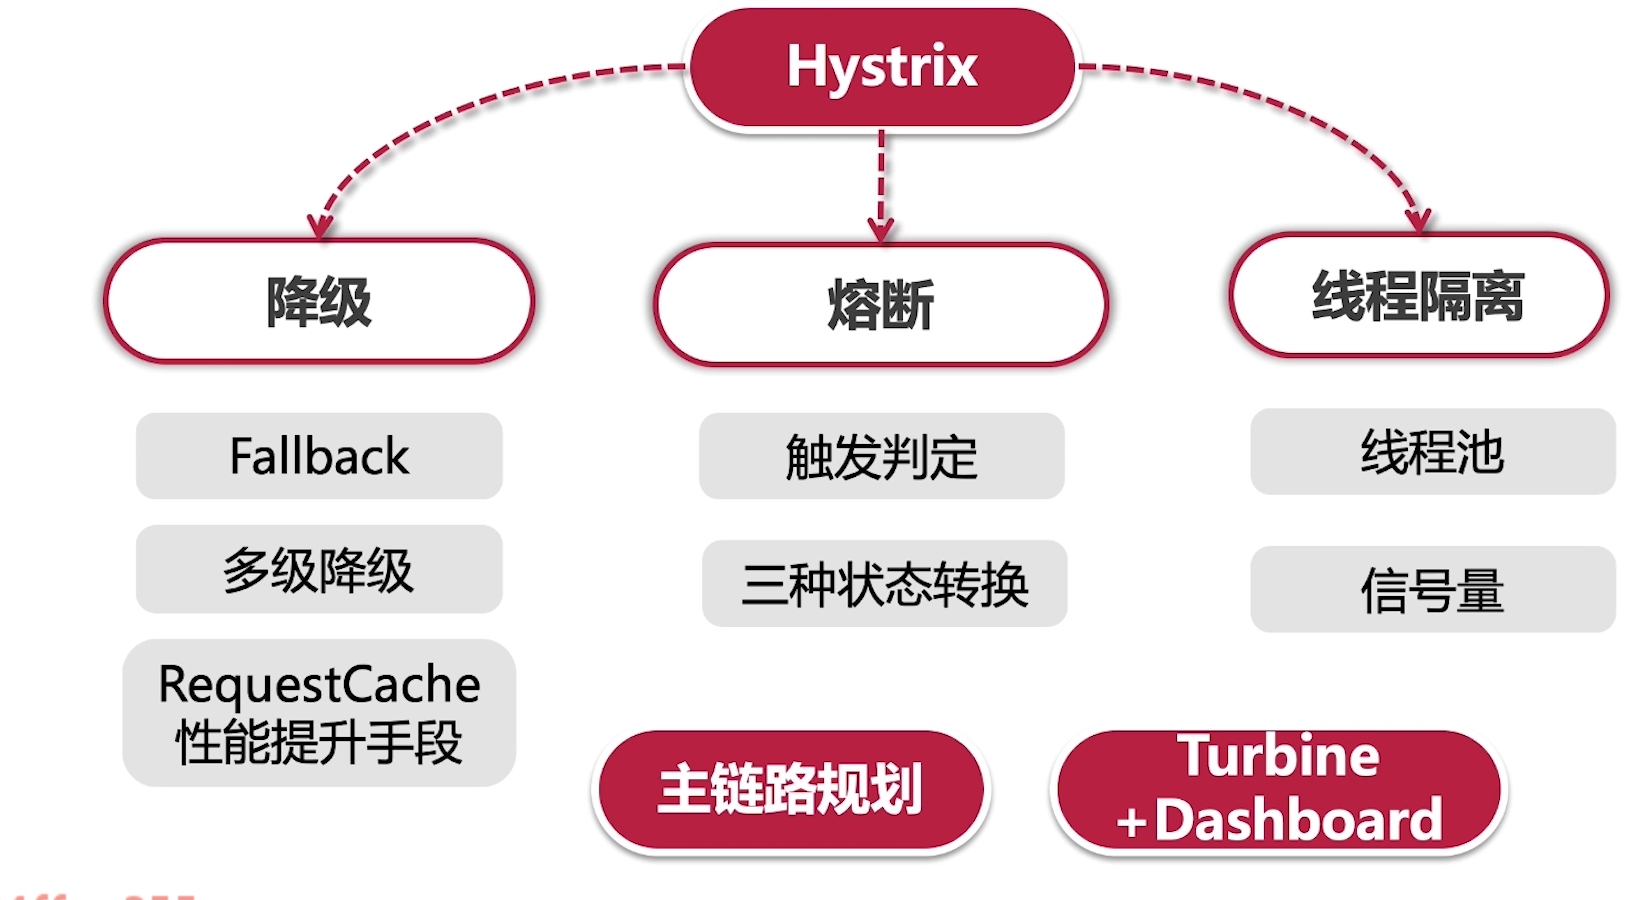 Hystrix
降级
熔断
线程隔离
Fallback
触发判定
线程池
多级降级
三种状态转换
信号量
RequestCache
性能提升手段
主链路规划
Turbine
+Dashboard